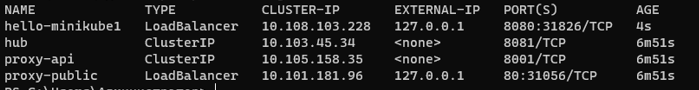 NAME TYPE CLUSTER-IP EXTERNAL-IP PORT(S) AGE
hello-minikube1 LoadBalancer 10.108.103.228 127.0.0.1 8080:31826/TCP 4s
hub ClusterIP 10.103.45.34 <none> 8081/TCP 6m51s
proxy-api ClusterIP 10.105.158.35 <none> 8001/TCP 6m51s
proxy-public LoadBalancer 10.101.181.96 127.0.0.1 80:31056/TCP 6m51s